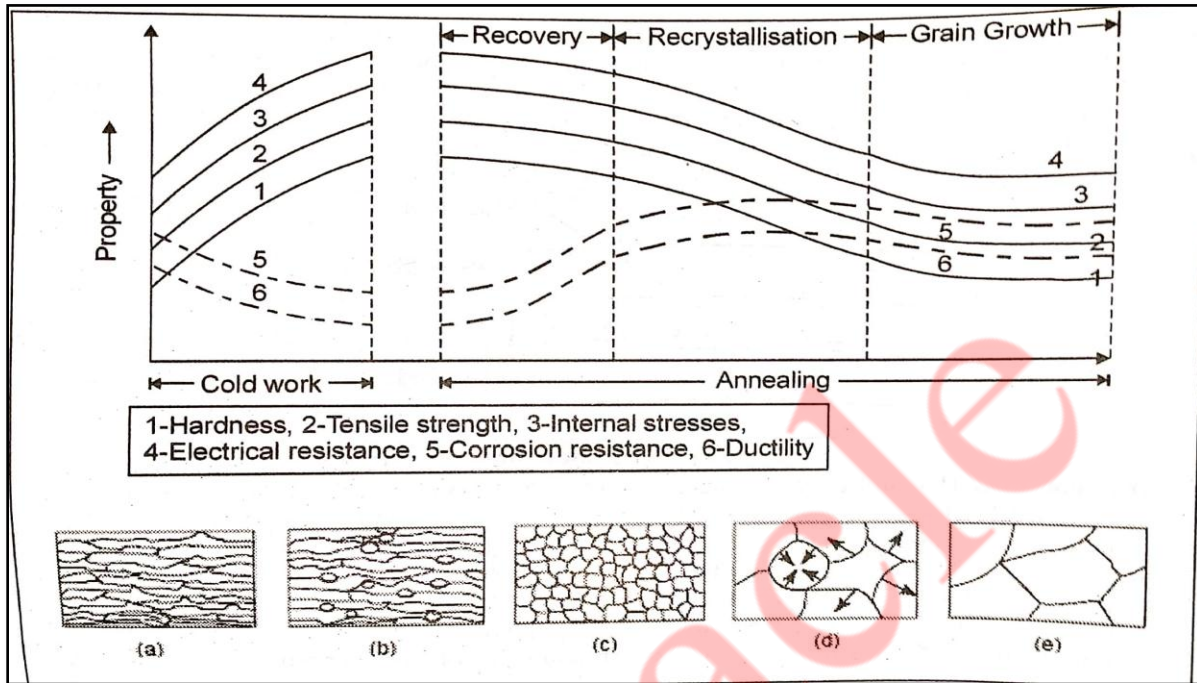 Recovery Recrystallisation Grain Growth
4
3
2
1
5
6
4
3
5
2
6
1
Property
Cold work Annealing
1-Hardness, 2-Tensile strength, 3-Internal stresses,
4-Electrical resistance, 5-Corrosion resistance, 6-Ductility
(a) (b) (c) (d) (e)
acle